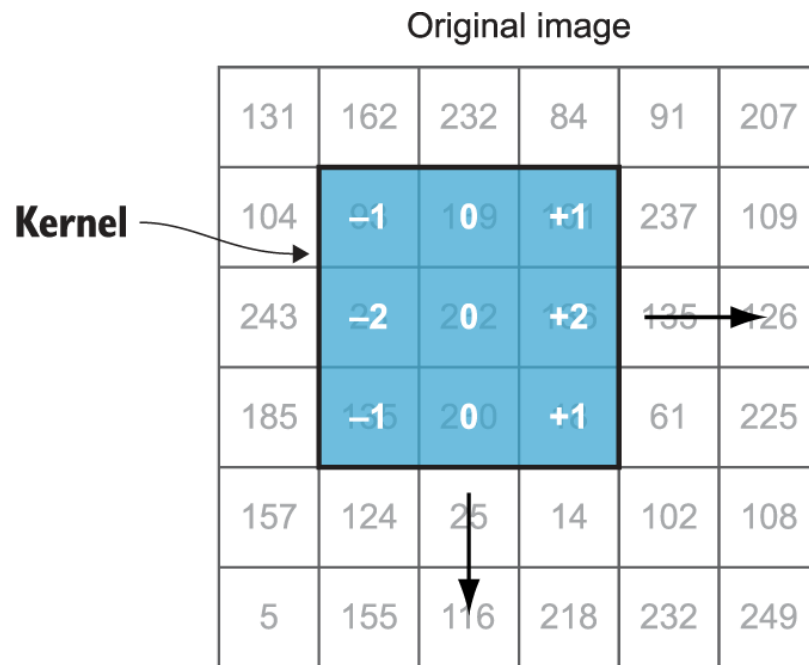 Original image
131 162 232 84 91 207
Kernel
104 –1 0 +1 237 109
243 –2 0 +2 135 126
185 –1 0 +1 61 225
157 124 25 14 102 108
5 155 116 218 232 249